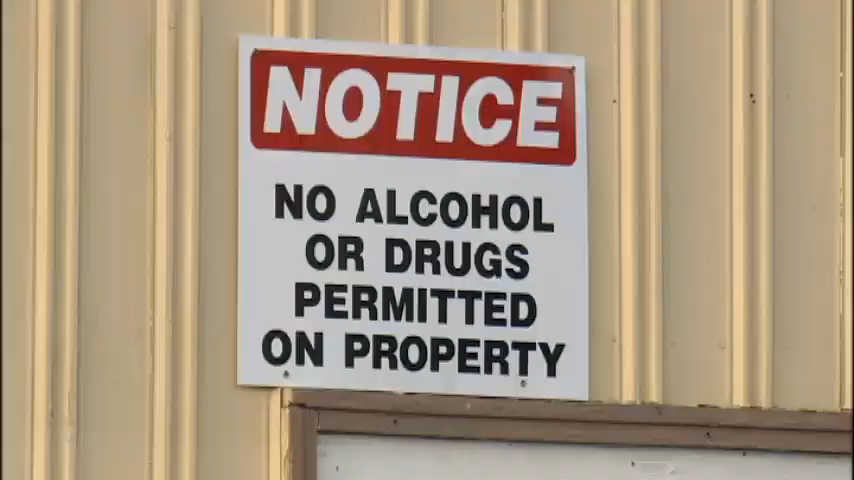 NOTICE
NO ALCOHOL
OR DRUGS
PERMITTED
ON PROPERTY